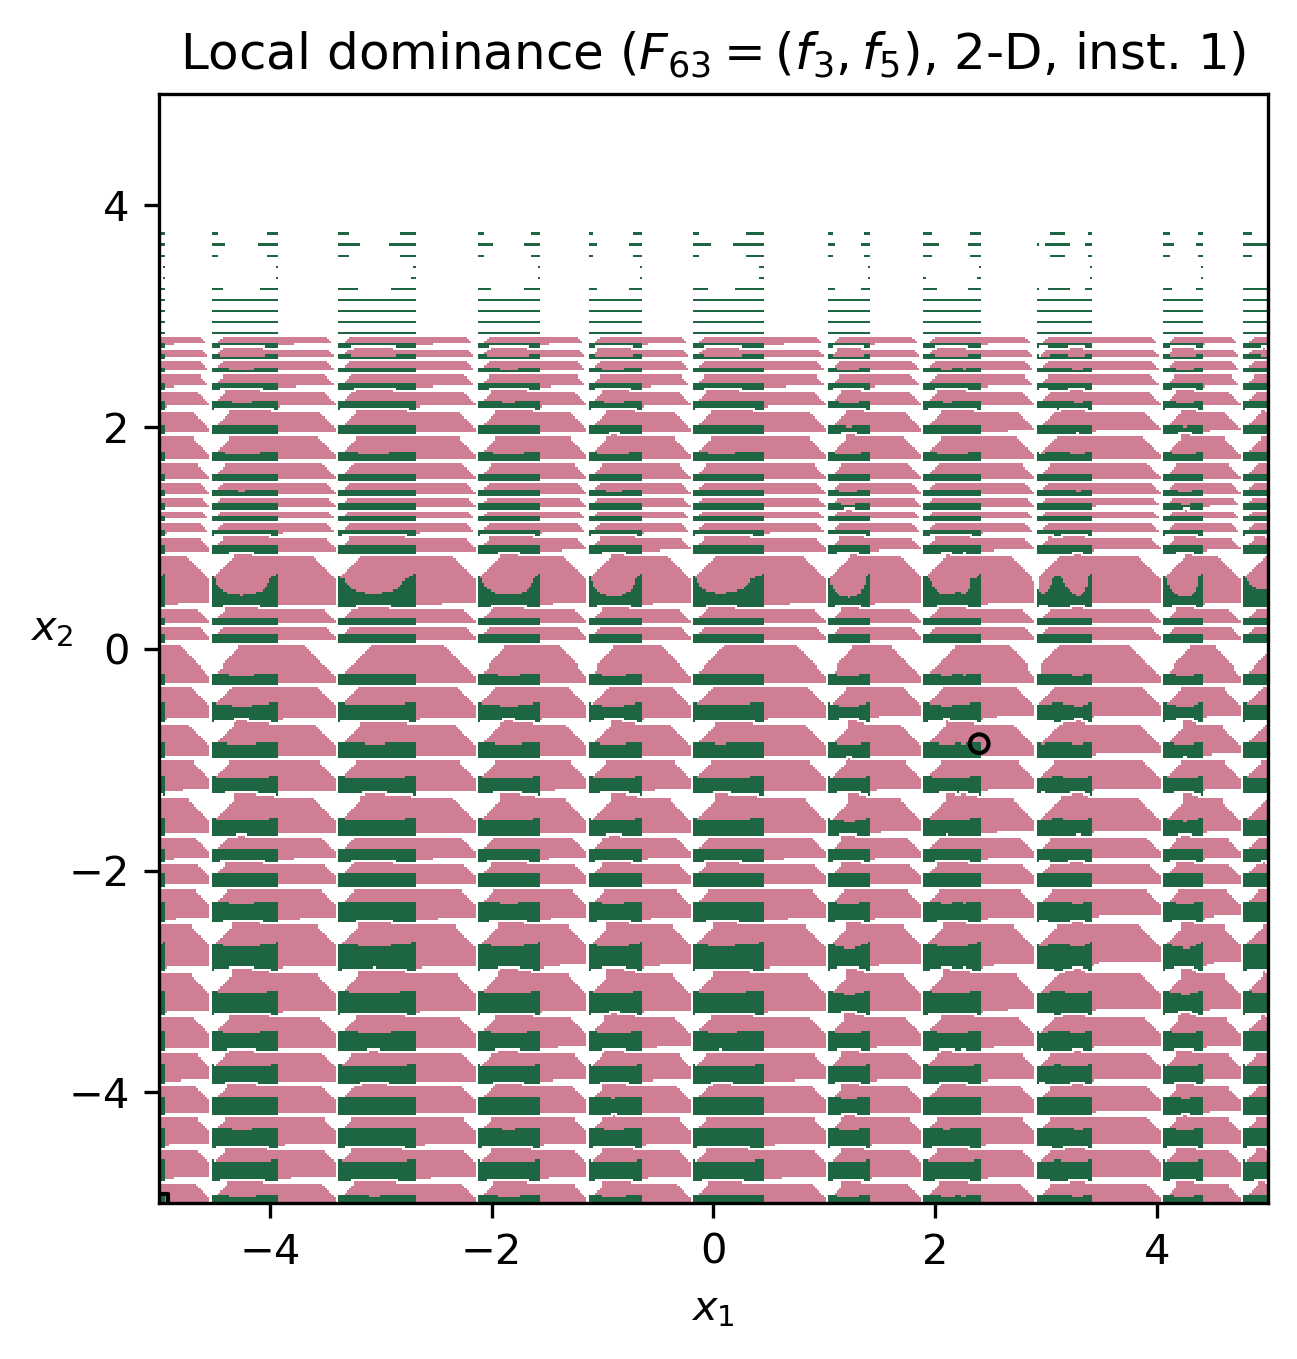 Local dominance (F₆₃ = (f₃, f₅), 2-D, inst. 1)
4
2
x₂
0
−2
−4
−4 −2 0 2 4
x₁